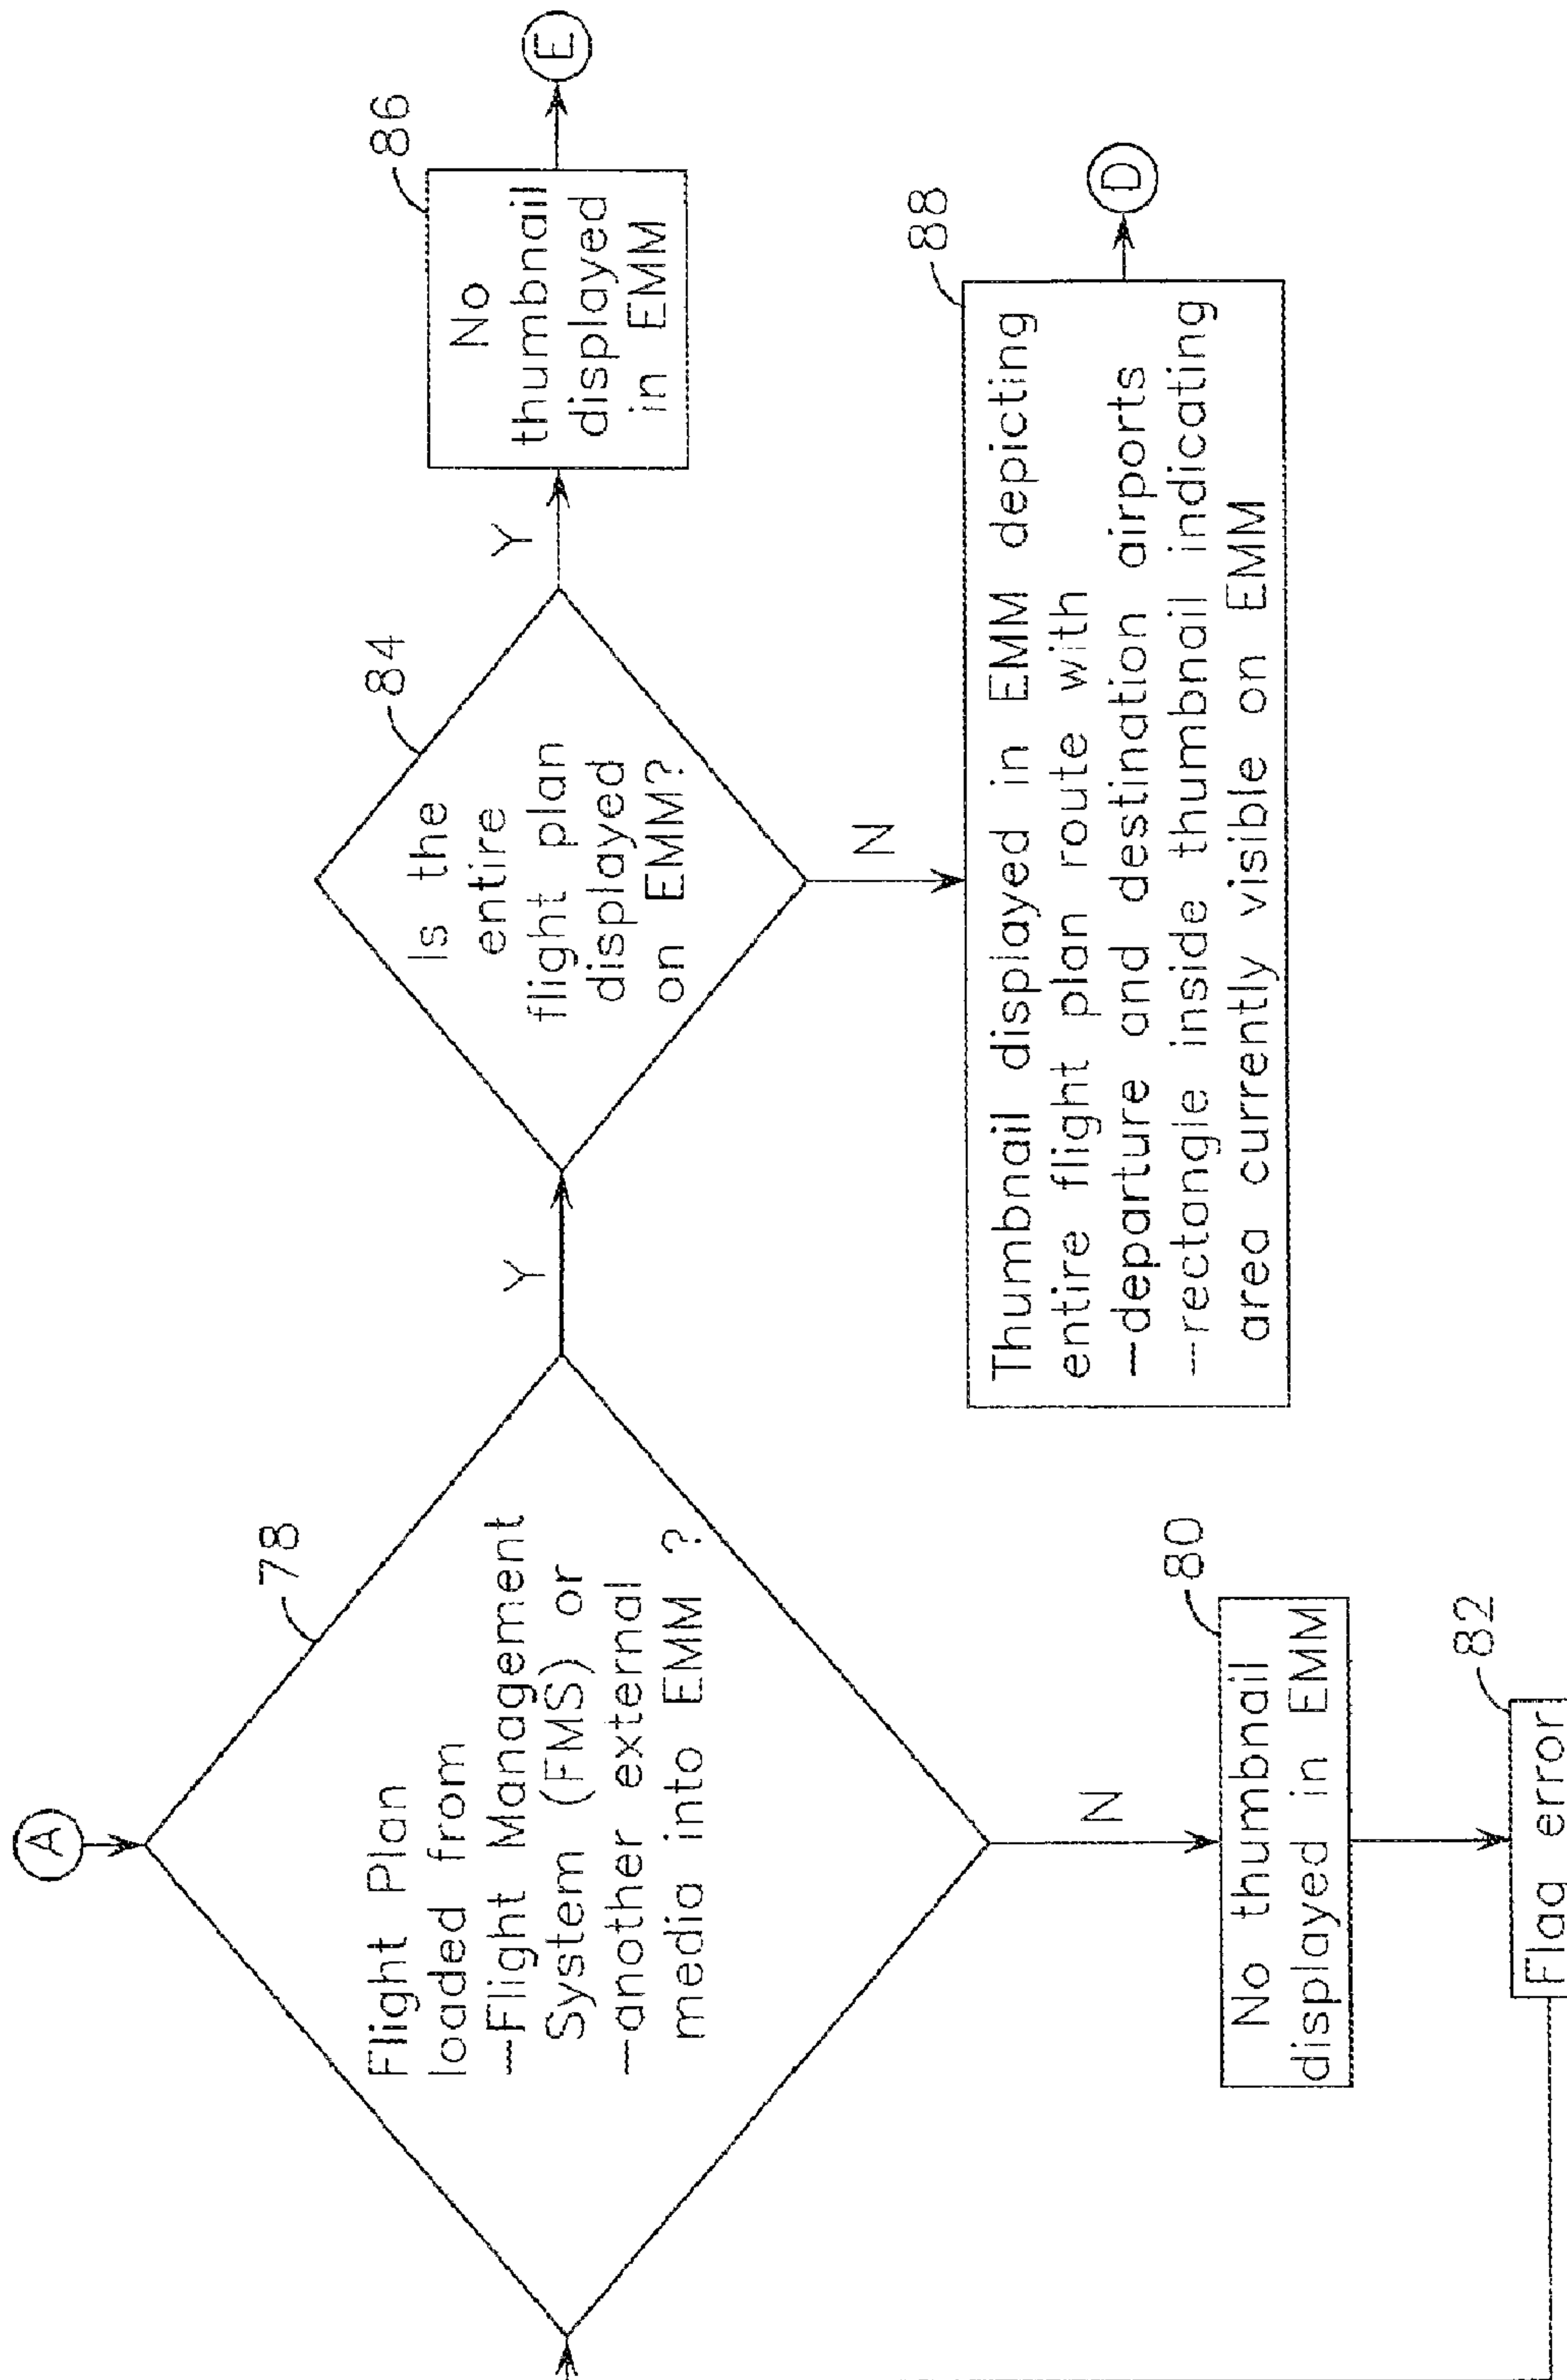 A
78
Flight Plan
loaded from
-Flight Management
System (FMS) or
-another external
media into EMM ?
Y
N
80
No thumbnail
displayed in EMM
82
Flag error
84
Is the
entire
flight plan
displayed
on EMM?
Y
N
86
No
thumbnail
displayed
in EMM
E
88
Thumbnail displayed in EMM depicting
entire flight plan route with
-departure and destination airports
-rectangle inside thumbnail indicating
area currently visible on EMM
D